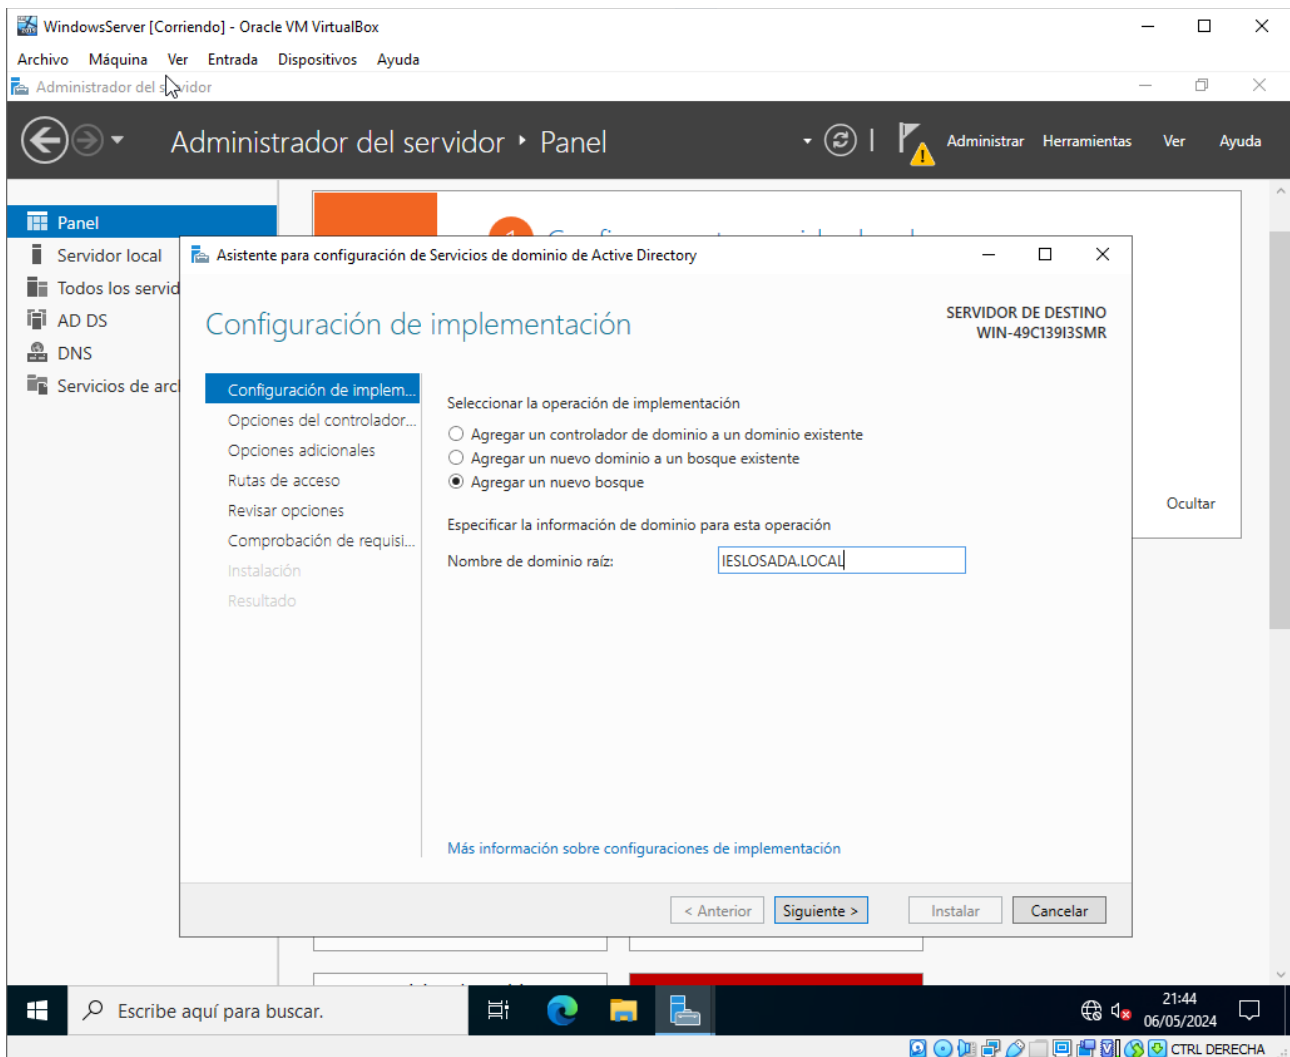 WindowsServer [Corriendo] - Oracle VM VirtualBox
Archivo Máquina Ver Entrada Dispositivos Ayuda
Administrador del servidor
Administrador del servidor Panel
Administrar Herramientas Ver Ayuda
Panel
Servidor local
Todos los servid
AD DS
DNS
Servicios de arc
Asistente para configuración de Servicios de dominio de Active Directory
Configuración de implementación
SERVIDOR DE DESTINO
WIN-49C139I3SMR
Configuración de implem...
Opciones del controlador...
Opciones adicionales
Rutas de acceso
Revisar opciones
Comprobación de requisi...
Instalación
Resultado
Seleccionar la operación de implementación
Agregar un controlador de dominio a un dominio existente
Agregar un nuevo dominio a un bosque existente
Agregar un nuevo bosque
Especificar la información de dominio para esta operación
Nombre de dominio raíz: IESLOSADA.LOCAL
Más información sobre configuraciones de implementación
< Anterior Siguiente > Instalar Cancelar
Ocultar
Escribe aquí para buscar.
21:44
06/05/2024
CTRL DERECHA